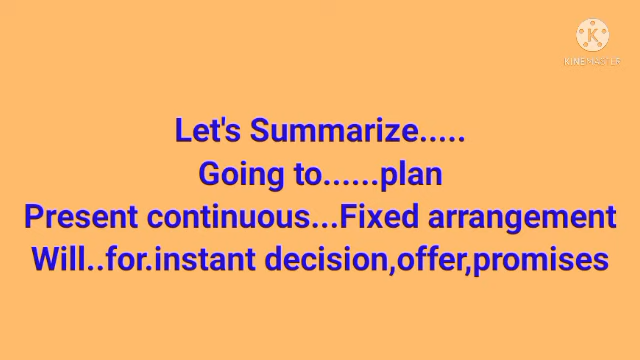 K
KINEMASTER
Let's Summarize.....
Going to......plan
Present continuous...Fixed arrangement
Will..for.instant decision,offer,promises